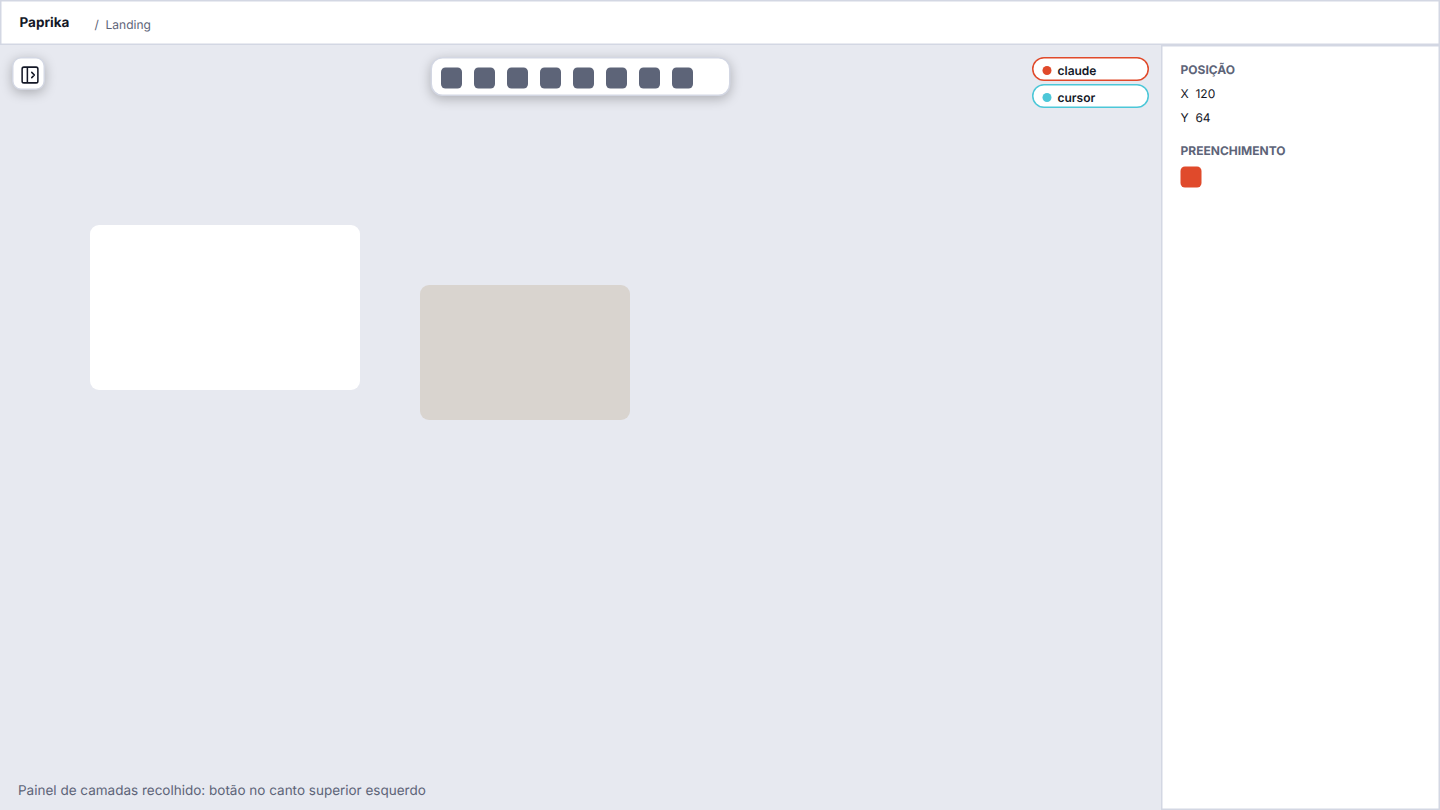 Paprika / Landing
claude
cursor
POSIÇÃO
X 120
Y 64
PREENCHIMENTO
Painel de camadas recolhido: botão no canto superior esquerdo